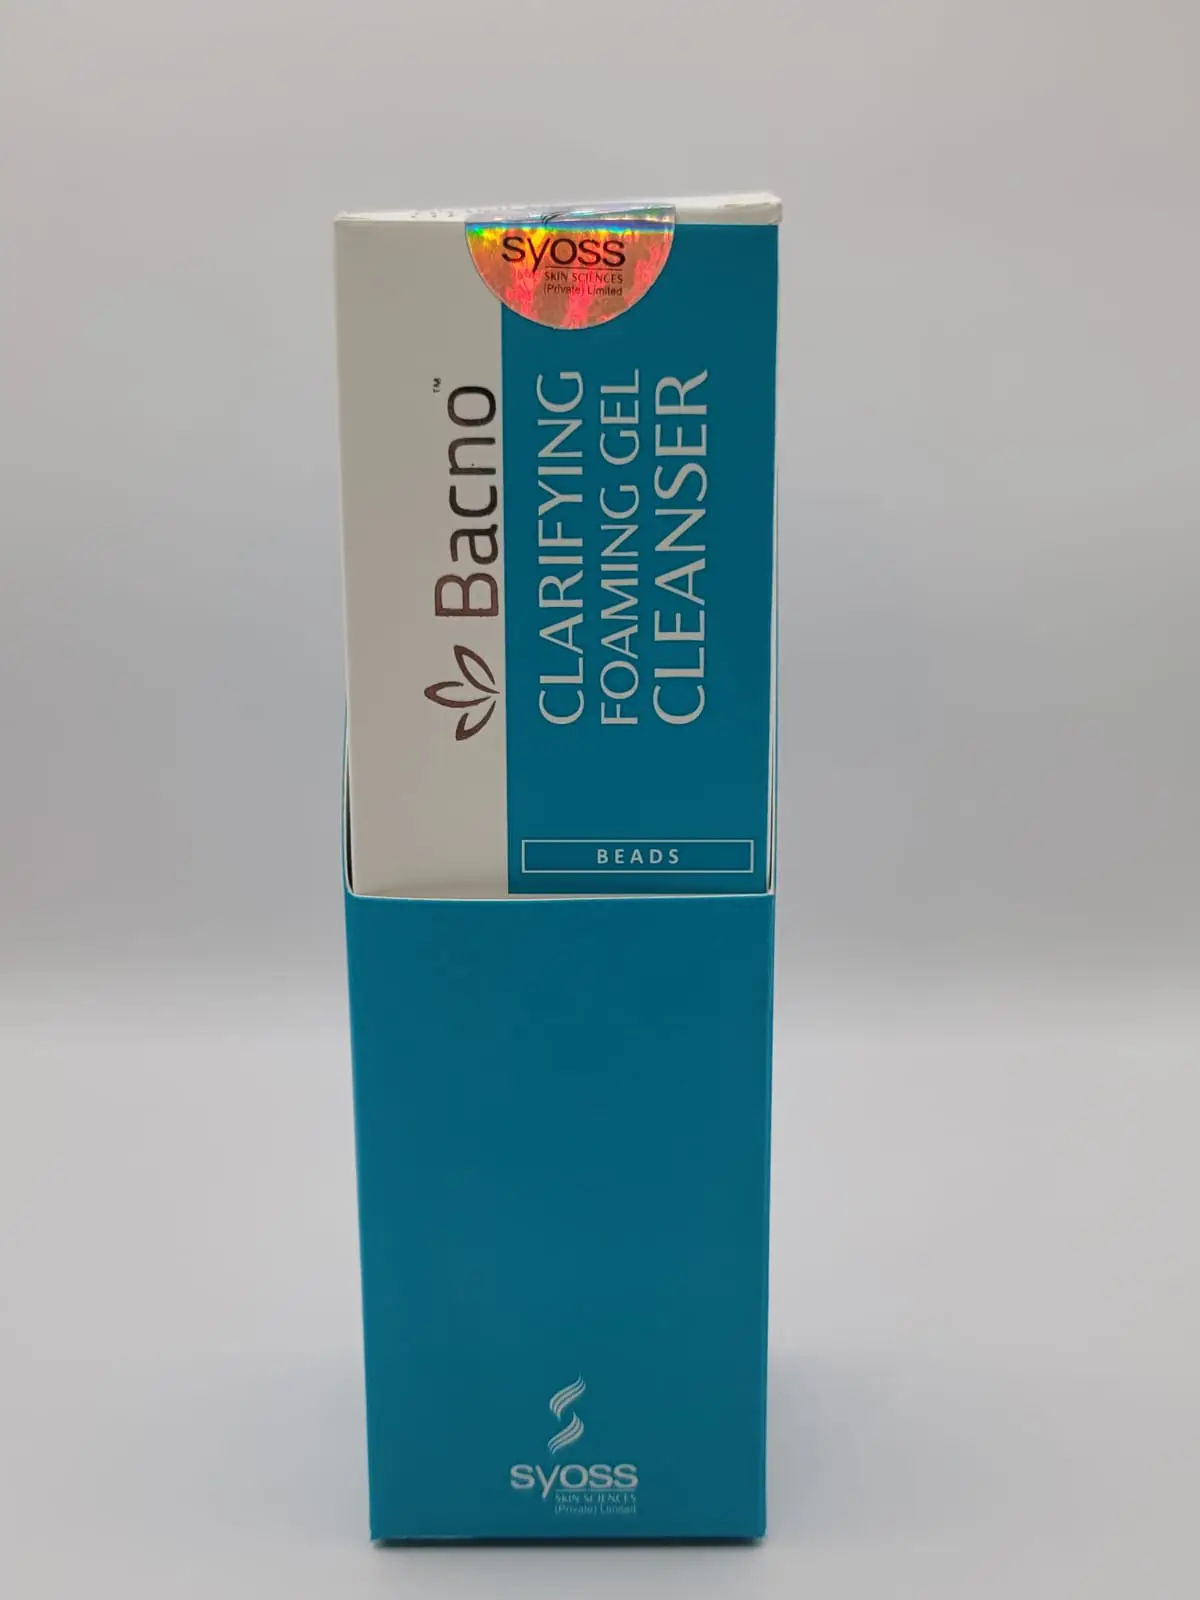 syoss
SKIN SCIENCES
(Private) Limited
Bacno™
CLARIFYING
FOAMING GEL
CLEANSER
BEADS
syoss
SKIN SCIENCES
(Private) Limited